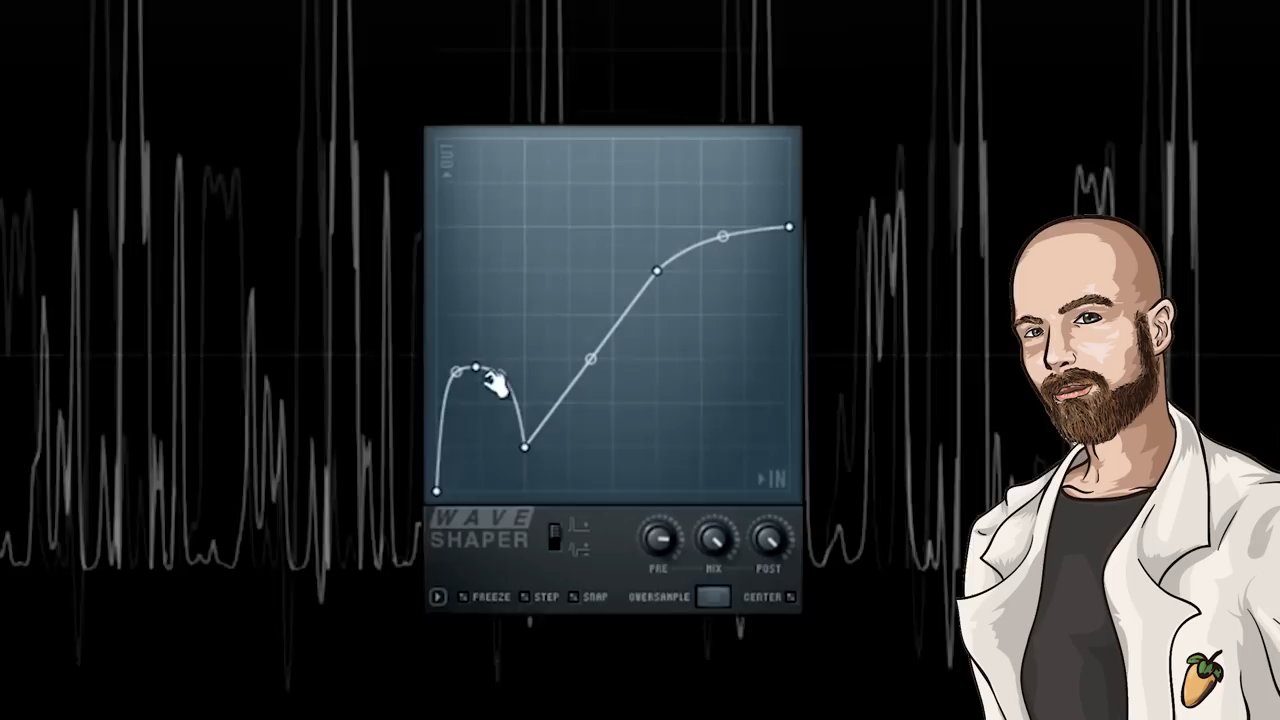 OUT
IN
WAVE
SHAPER
PRE MIX POST
FREEZE STEP SNAP OVERSAMPLE CENTER